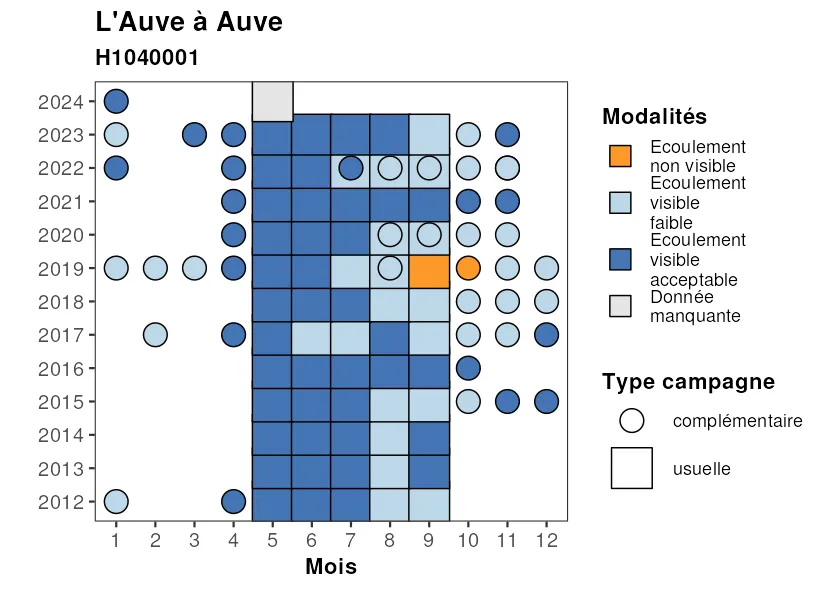 L'Auve à Auve
H1040001
2024
2023
2022
2021
2020
2019
2018
2017
2016
2015
2014
2013
2012
1 2 3 4 5 6 7 8 9 10 11 12
Mois
Modalités
Ecoulement
non visible
Ecoulement
visible
faible
Ecoulement
visible
acceptable
Donnée
manquante
Type campagne
complémentaire
usuelle